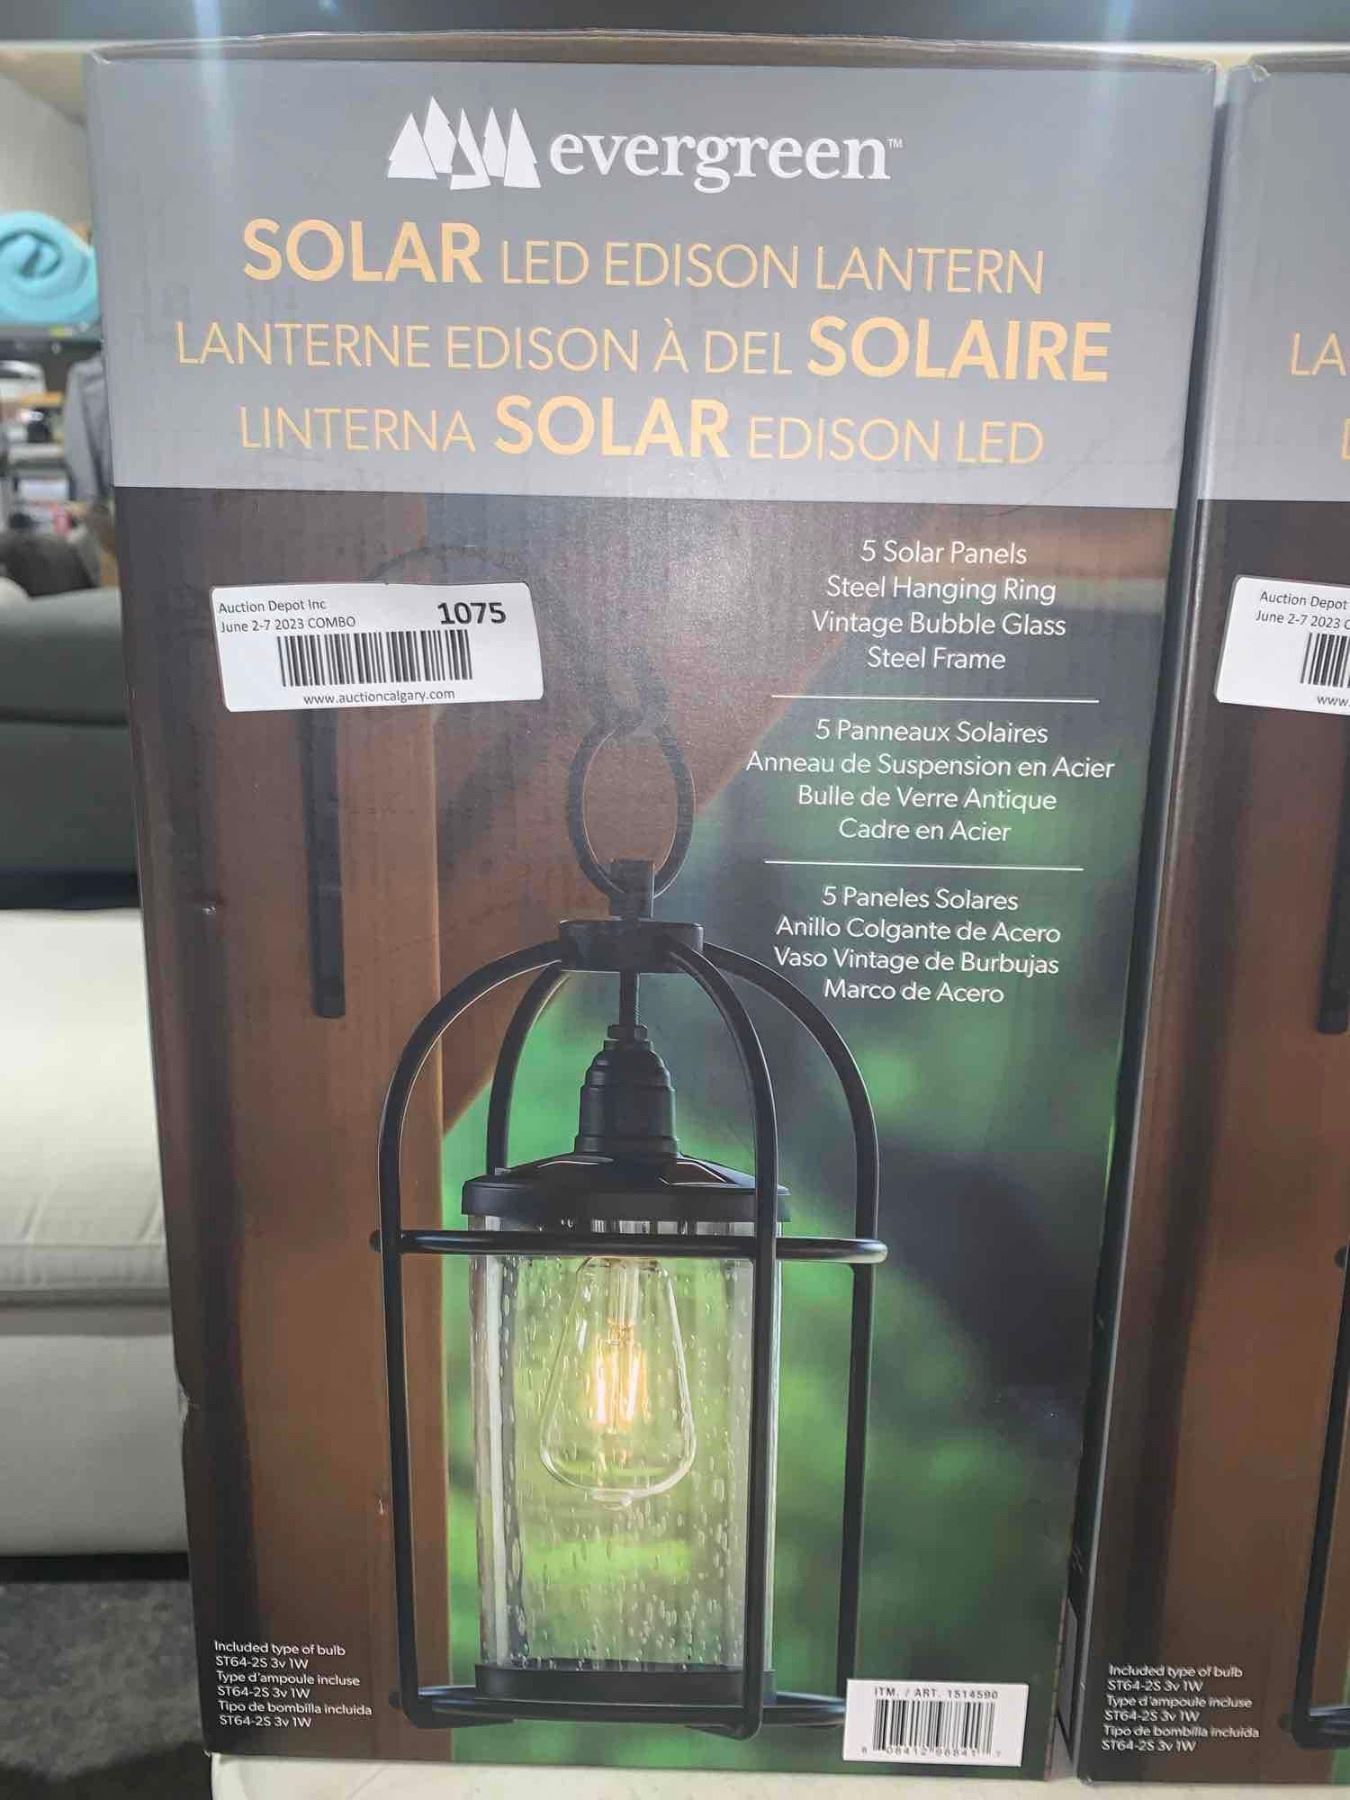 evergreen™
SOLAR LED EDISON LANTERN
LANTERNE EDISON À DEL SOLAIRE
LINTERNA SOLAR EDISON LED
5 Solar Panels
Steel Hanging Ring
Vintage Bubble Glass
Steel Frame
Auction Depot Inc
June 2-7 2023 COMBO
1075
www.auctioncalgary.com
5 Panneaux Solaires
Anneau de Suspension en Acier
Bulle de Verre Antique
Cadre en Acier
5 Paneles Solares
Anillo Colgante de Acero
Vaso Vintage de Burbujas
Marco de Acero
Included type of bulb
ST64-2S 3v 1W
Type d'ampoule incluse
ST64-2S 3v 1W
Tipo de bombilla incluida
ST64-2S 3v 1W
ITM. / ART. 1514590
LA
Auction Depot
June 2-7 2023
www.
Included type of bulb
ST64-2S 3v 1W
Type d'ampoule incluse
ST64-2S 3v 1W
Tipo de bombilla incluida
ST64-2S 3v 1W